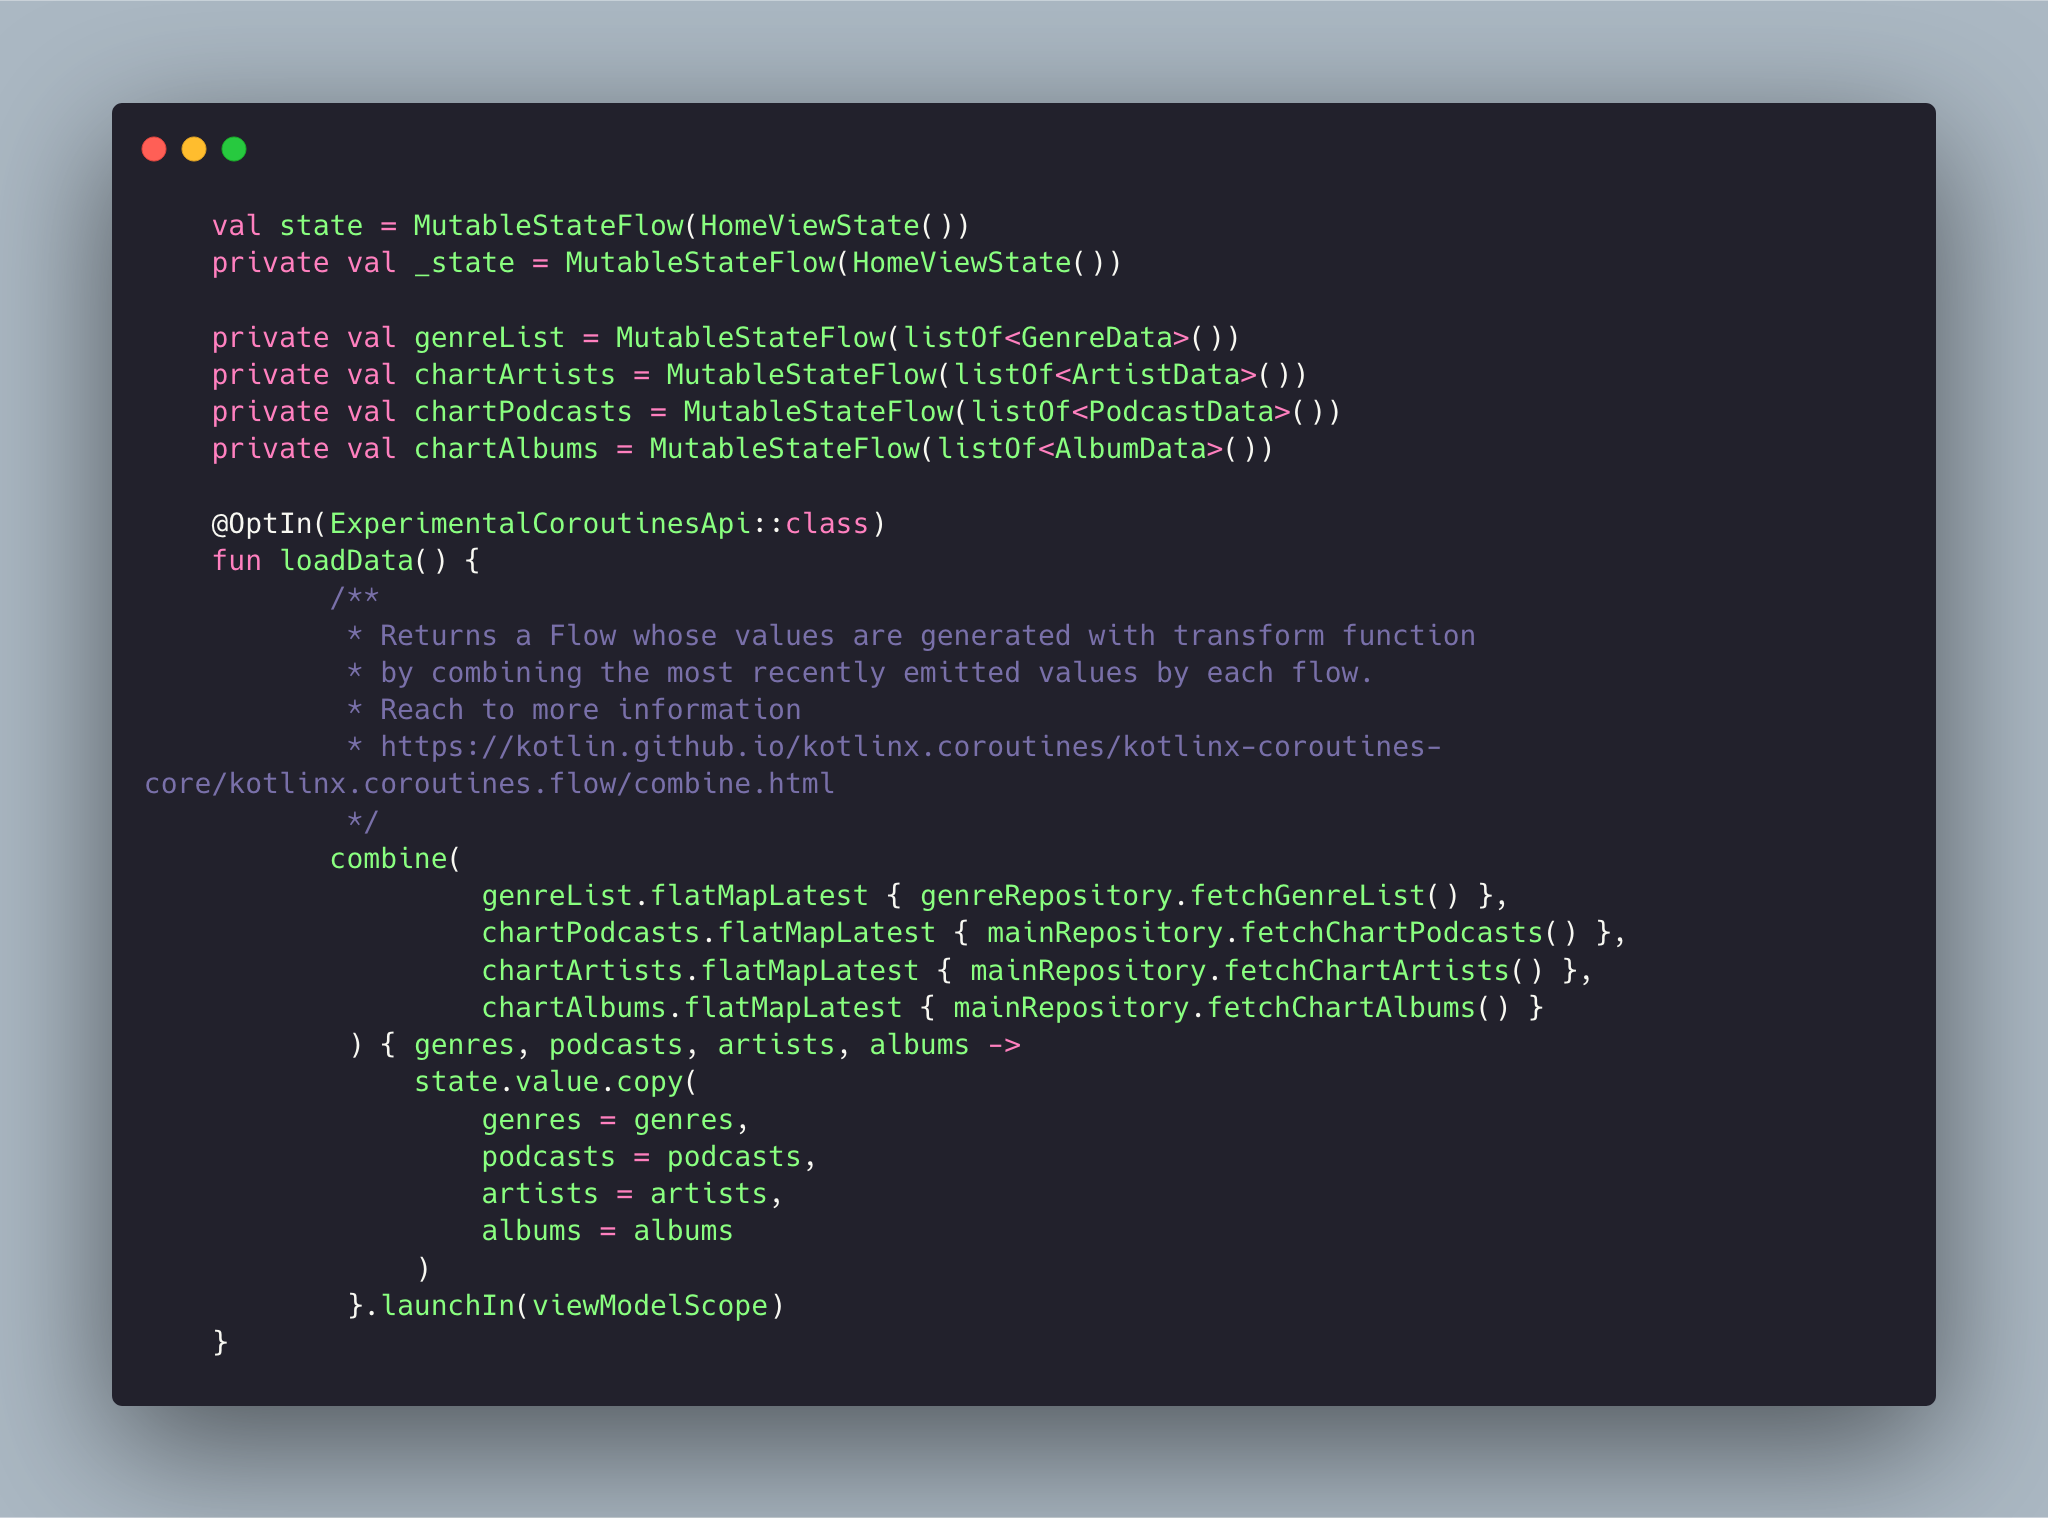 val state = MutableStateFlow(HomeViewState())
private val _state = MutableStateFlow(HomeViewState())
private val genreList = MutableStateFlow(listOf<GenreData>())
private val chartArtists = MutableStateFlow(listOf<ArtistData>())
private val chartPodcasts = MutableStateFlow(listOf<PodcastData>())
private val chartAlbums = MutableStateFlow(listOf<AlbumData>())
@OptIn(ExperimentalCoroutinesApi::class)
fun loadData() {
/**
* Returns a Flow whose values are generated with transform function
* by combining the most recently emitted values by each flow.
* Reach to more information
* https://kotlin.github.io/kotlinx.coroutines/kotlinx-coroutines-
core/kotlinx.coroutines.flow/combine.html
*/
combine(
genreList.flatMapLatest { genreRepository.fetchGenreList() },
chartPodcasts.flatMapLatest { mainRepository.fetchChartPodcasts() },
chartArtists.flatMapLatest { mainRepository.fetchChartArtists() },
chartAlbums.flatMapLatest { mainRepository.fetchChartAlbums() }
) { genres, podcasts, artists, albums ->
state.value.copy(
genres = genres,
podcasts = podcasts,
artists = artists,
albums = albums
)
}.launchIn(viewModelScope)
}